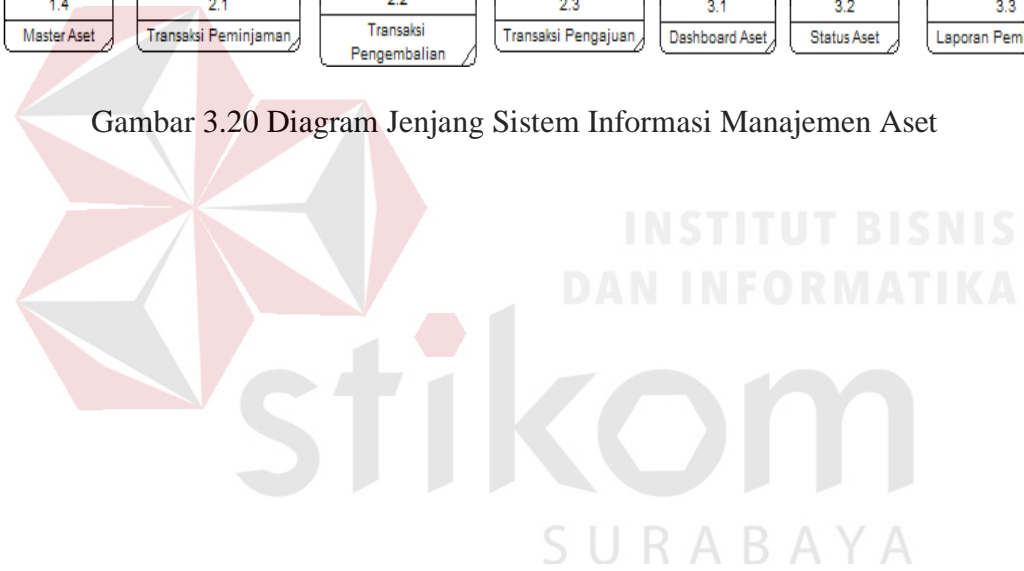 1.4 2.1 2.2 2.3 3.1 3.2 3.3
Master Aset Transaksi Peminjaman Transaksi Pengajuan Dashboard Aset Status Aset Laporan
Transaksi
Pengembalian
Gambar 3.20 Diagram Jenjang Sistem Informasi Manajemen Aset
INSTITUT BISNIS
DAN INFORMATIKA
stikom
SURABAYA